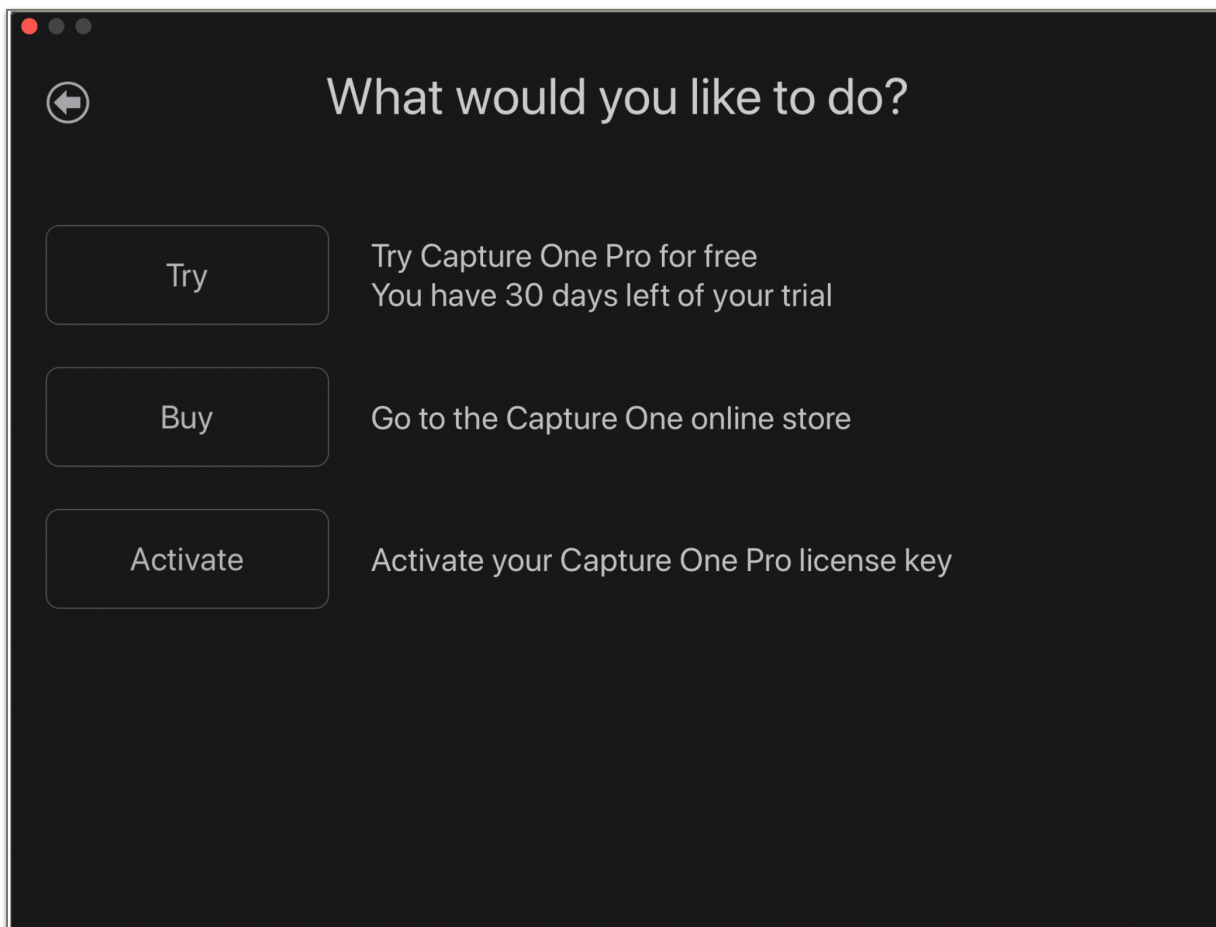 What would you like to do?
Try
Try Capture One Pro for free
You have 30 days left of your trial
Buy
Go to the Capture One online store
Activate
Activate your Capture One Pro license key